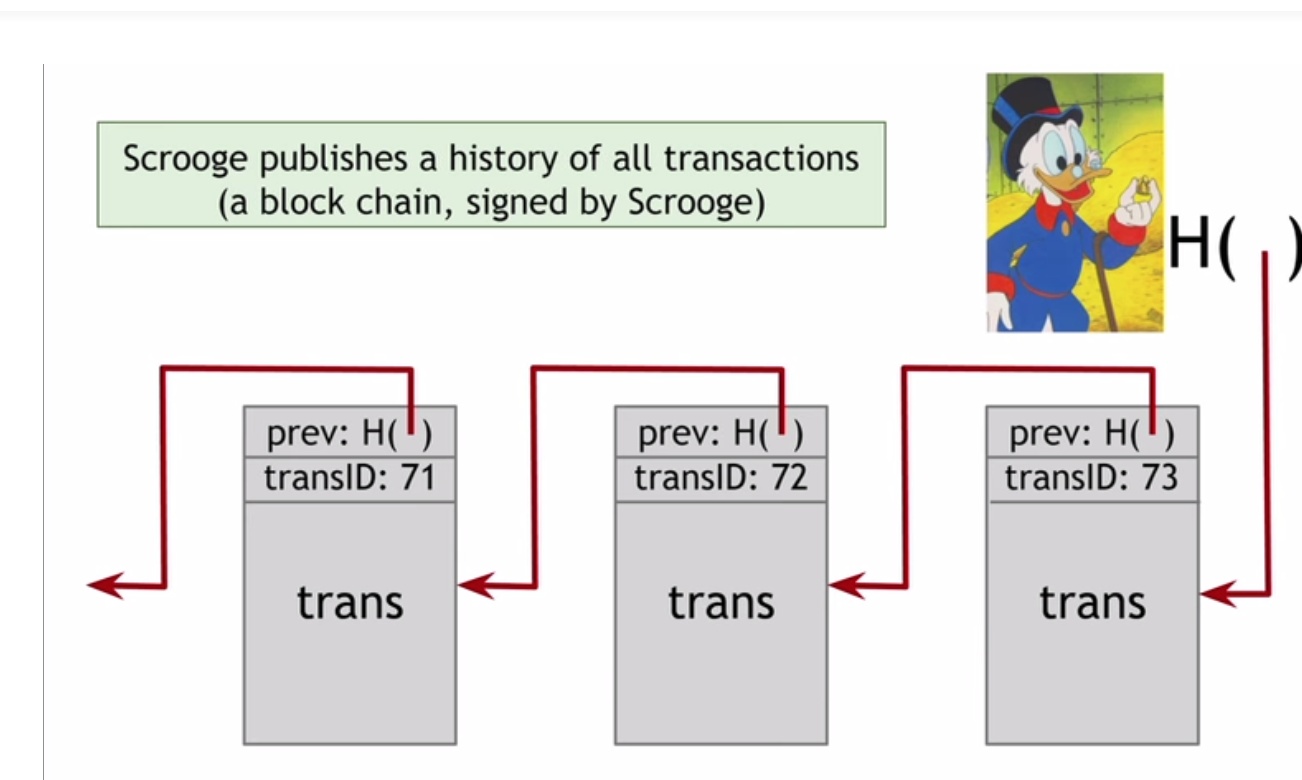 Scrooge publishes a history of all transactions
(a block chain, signed by Scrooge)
H( )
prev: H( )
transID: 71
trans
prev: H( )
transID: 72
trans
prev: H( )
transID: 73
trans